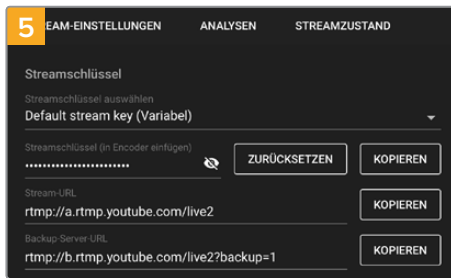 5
EAM-EINSTELLUNGEN ANALYSEN STREAMZUSTAND
Streamschlüssel
Streamschlüssel auswählen
Default stream key (Variabel)
Streamschlüssel (in Encoder einfügen)
•••••••••••••••••••••••• ZURÜCKSETZEN KOPIEREN
Stream-URL
rtmp://a.rtmp.youtube.com/live2 KOPIEREN
Backup-Server-URL
rtmp://b.rtmp.youtube.com/live2?backup=1 KOPIEREN